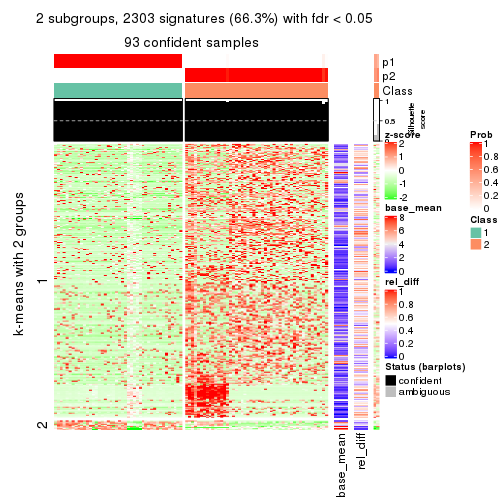 2 subgroups, 2303 signatures (66.3%) with fdr < 0.05
93 confident samples
p1
p2
Class
1
0.5
0
Silhouette
score
k-means with 2 groups
1
2
base_mean
rel_diff
z-score
2
1
0
-1
-2
base_mean
8
6
4
2
0
rel_diff
1
0.8
0.6
0.4
0.2
0
Status (barplots)
confident
ambiguous
Prob
1
0.8
0.6
0.4
0.2
0
Class
1
2